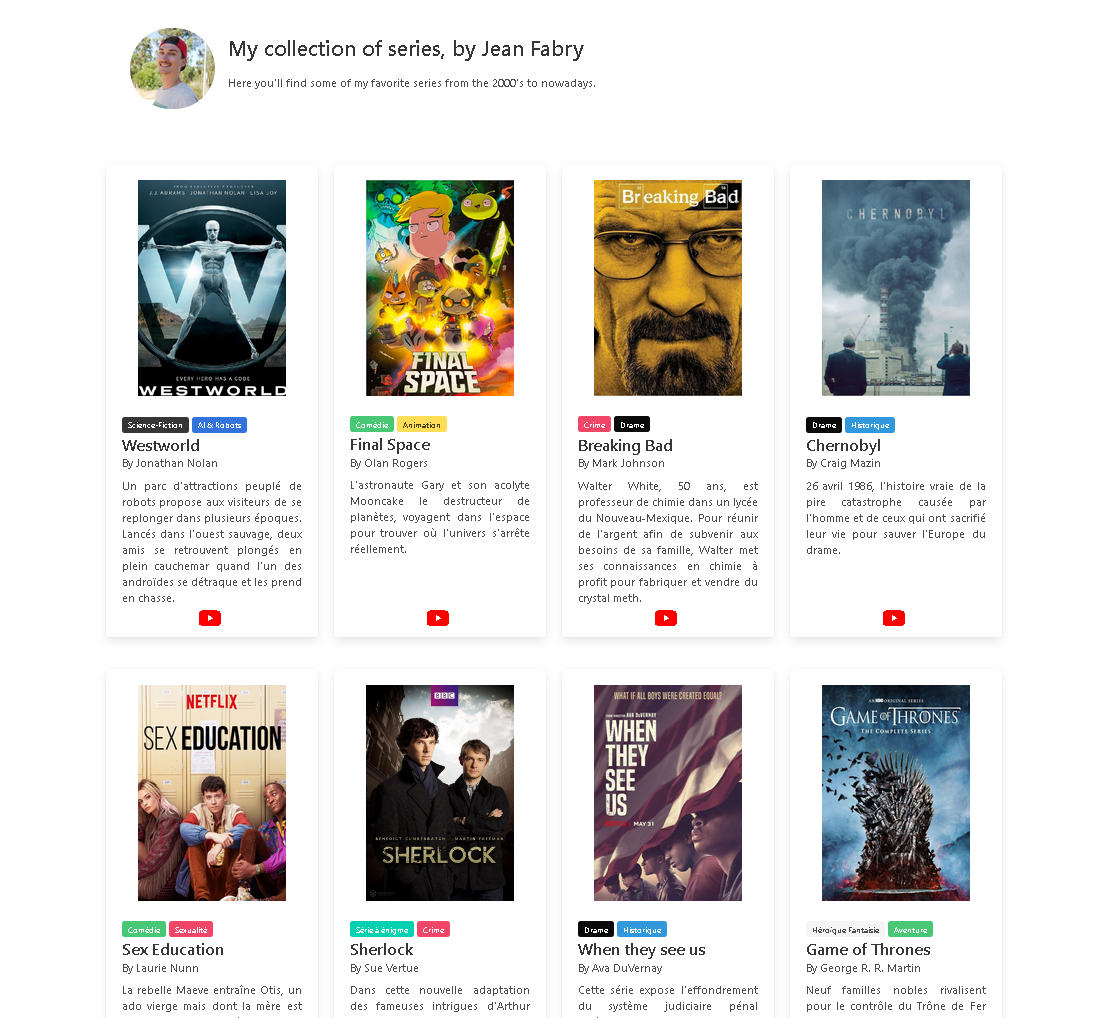 My collection of series, by Jean Fabry
Here you'll find some of my favorite series from the 2000's to nowadays.
FROM EXECUTIVE PRODUCERS
J.J. ABRAMS JONATHAN NOLAN LISA JOY
EVERY HERO HAS A CODE
WESTWORLD
Science-Fiction
AI & Robots
Westworld
By Jonathan Nolan
Un parc d'attractions peuplé de
robots propose aux visiteurs de se
replonger dans plusieurs époques.
Lancés dans l'ouest sauvage, deux
amis se retrouvent plongés en
plein cauchemar quand l'un des
androïdes se détraque et les prend
en chasse.
FINAL
SPACE
Comédie
Animation
Final Space
By Olan Rogers
L'astronaute Gary et son acolyte
Mooncake le destructeur de
planètes, voyagent dans l'espace
pour trouver où l'univers s'arrête
réellement.
Breaking Bad
Crime
Drame
Breaking Bad
By Mark Johnson
Walter White, 50 ans, est
professeur de chimie dans un lycée
du Nouveau-Mexique. Pour réunir
de l'argent afin de subvenir aux
besoins de sa famille, Walter met
ses connaissances en chimie à
profit pour fabriquer et vendre du
crystal meth.
CHERNOBYL
Drame
Historique
Chernobyl
By Craig Mazin
26 avril 1986, l'histoire vraie de la
pire catastrophe causée par
l'homme et de ceux qui ont sacrifié
leur vie pour sauver l'Europe du
drame.
NETFLIX
SEX EDUCATION
Comédie
Sexualité
Sex Education
By Laurie Nunn
La rebelle Maeve entraîne Otis, un
ado vierge mais dont la mère est
BBC
BENEDICT CUMBERBATCH MARTIN FREEMAN
SHERLOCK
Série à énigme
Crime
Sherlock
By Sue Vertue
Dans cette nouvelle adaptation
des fameuses intrigues d'Arthur
WHAT IF ALL BOYS WERE CREATED EQUAL?
FROM DIRECTOR AVA DUVERNAY
WHEN
THEY
SEE
US
MAY 31
Drame
Historique
When they see us
By Ava DuVernay
Cette série expose l'effondrement
du système judiciaire pénal
AN HBO ORIGINAL SERIES
GAME OF THRONES
THE COMPLETE SERIES
Héroïque Fantaisie
Aventure
Game of Thrones
By George R. R. Martin
Neuf familles nobles rivalisent
pour le contrôle du Trône de Fer